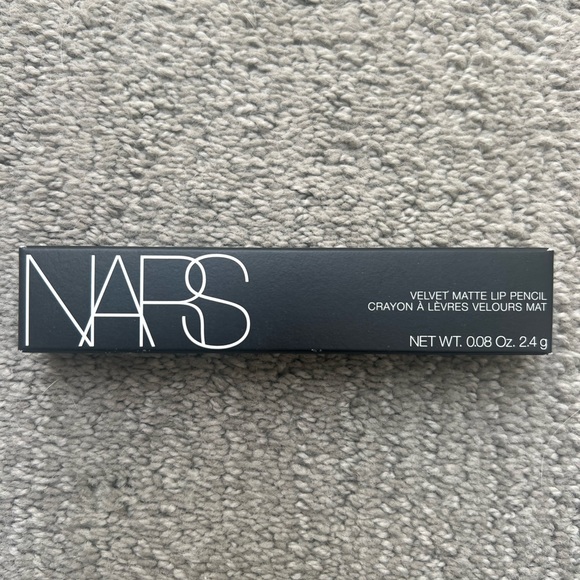 NARS
VELVET MATTE LIP PENCIL
CRAYON À LÈVRES VELOURS MAT
NET WT. 0.08 Oz. 2.4 g